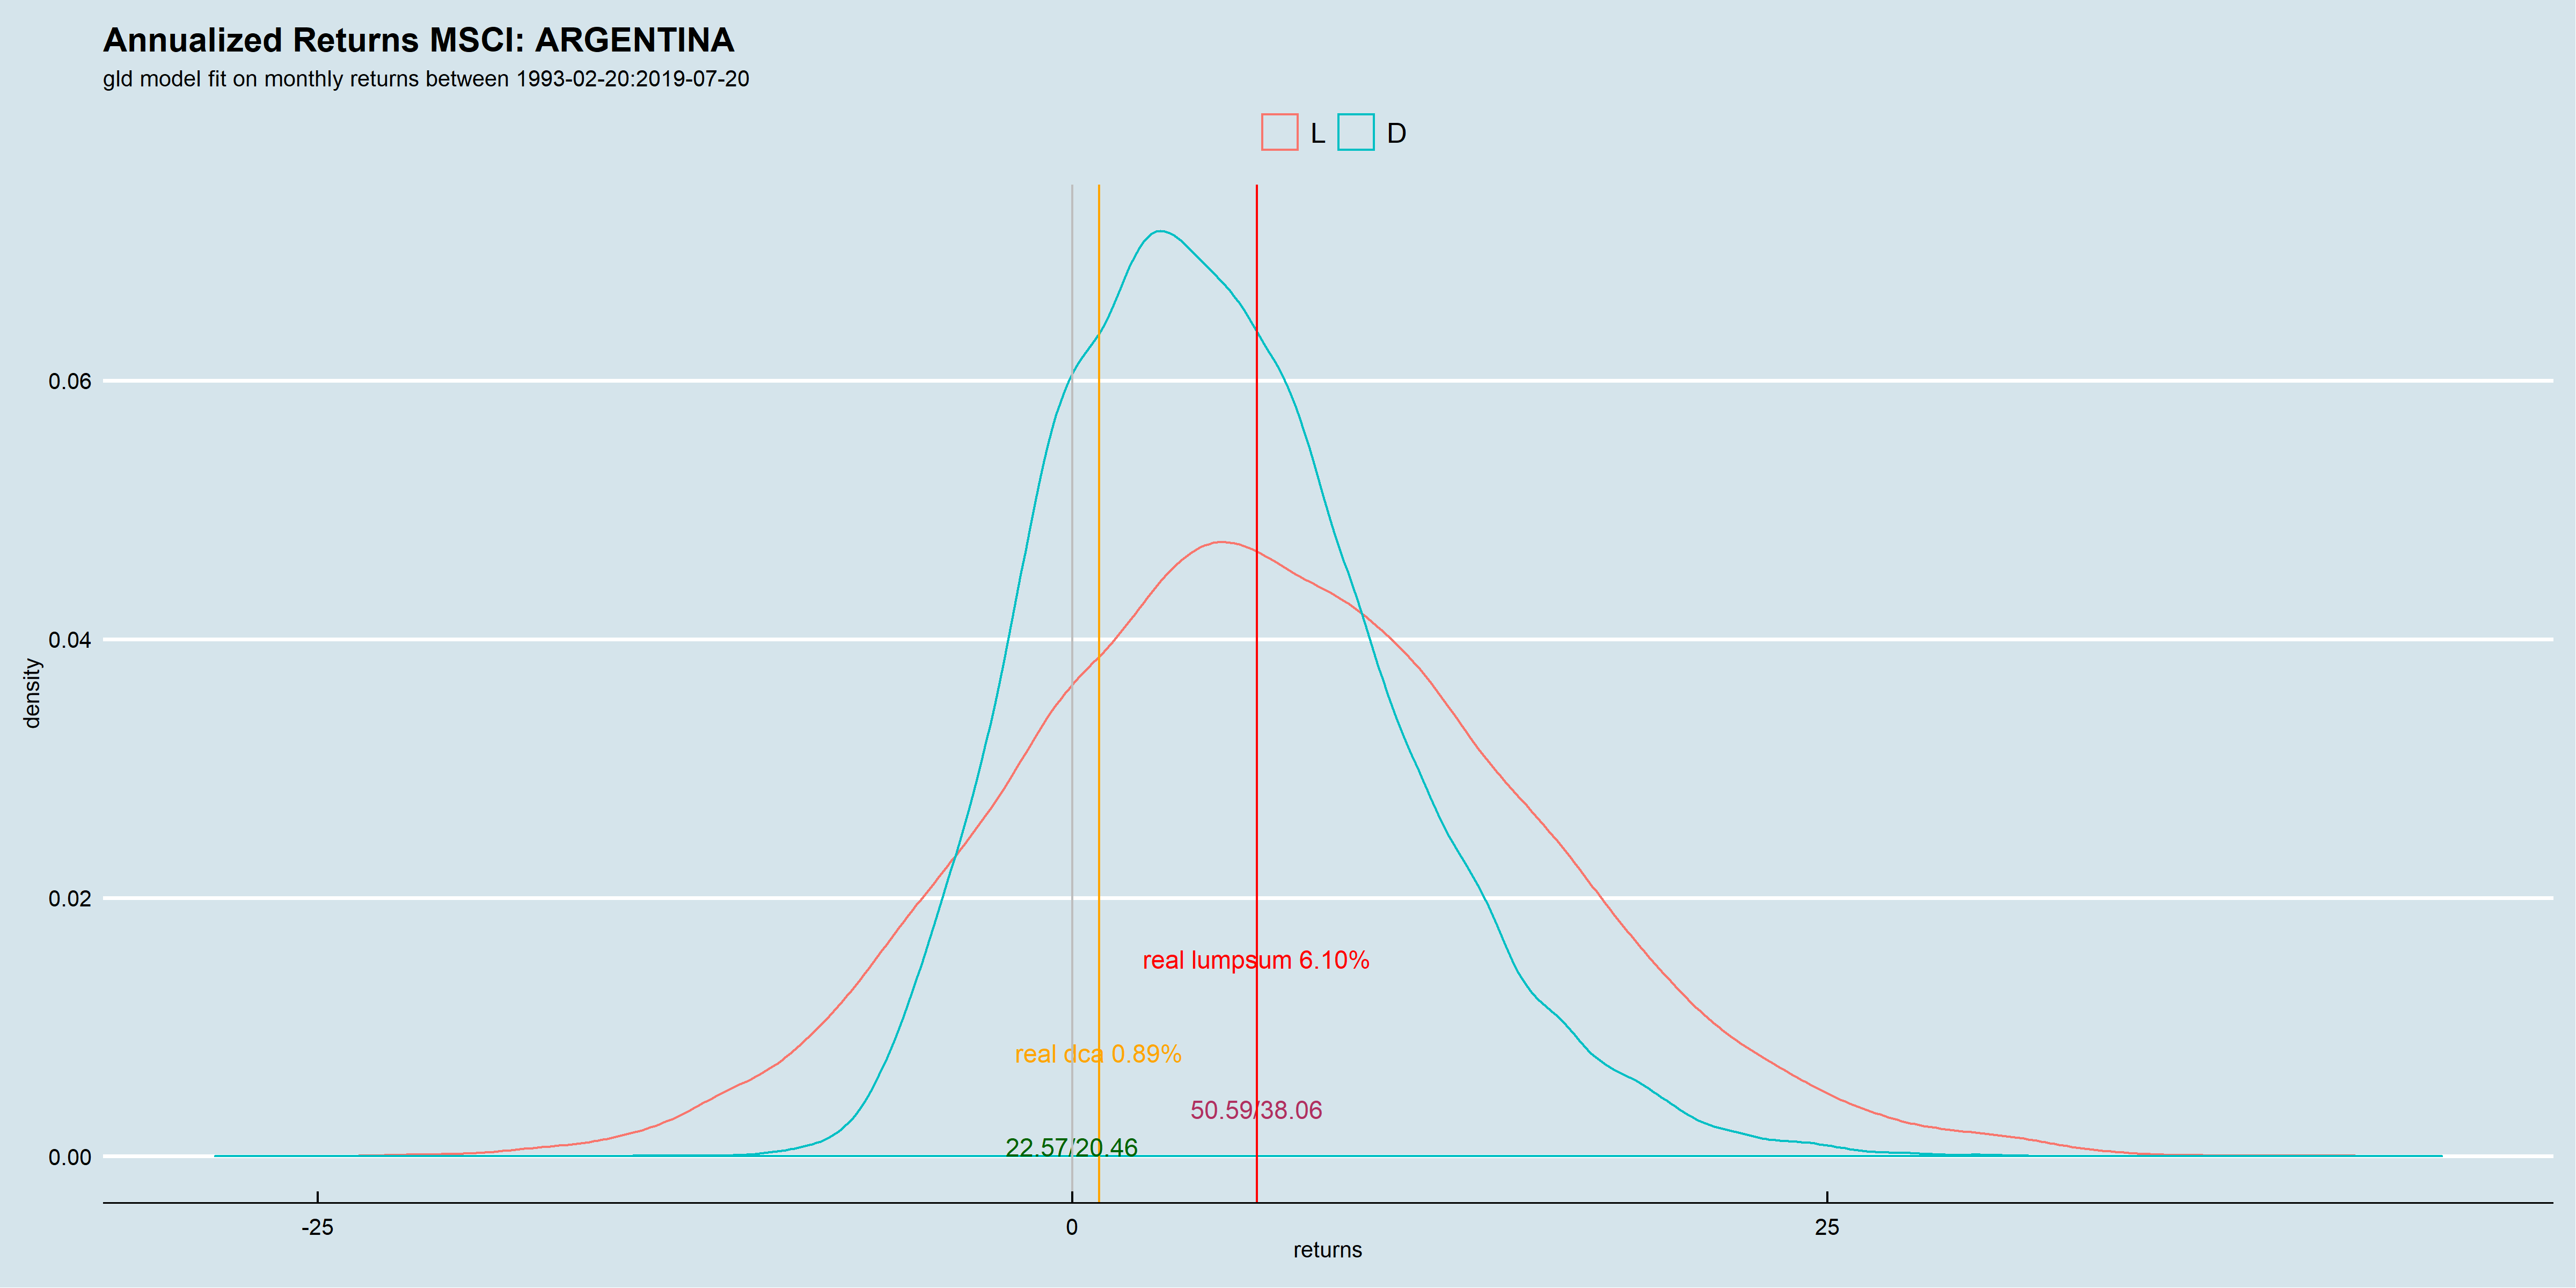 Annualized Returns MSCI: ARGENTINA
gld model fit on monthly returns between 1993-02-20:2019-07-20
L D
0.06
0.04
0.02
0.00
density
real lumpsum 6.10%
real dca 0.89%
50.59/38.06
22.57/20.46
-25 0 25
returns